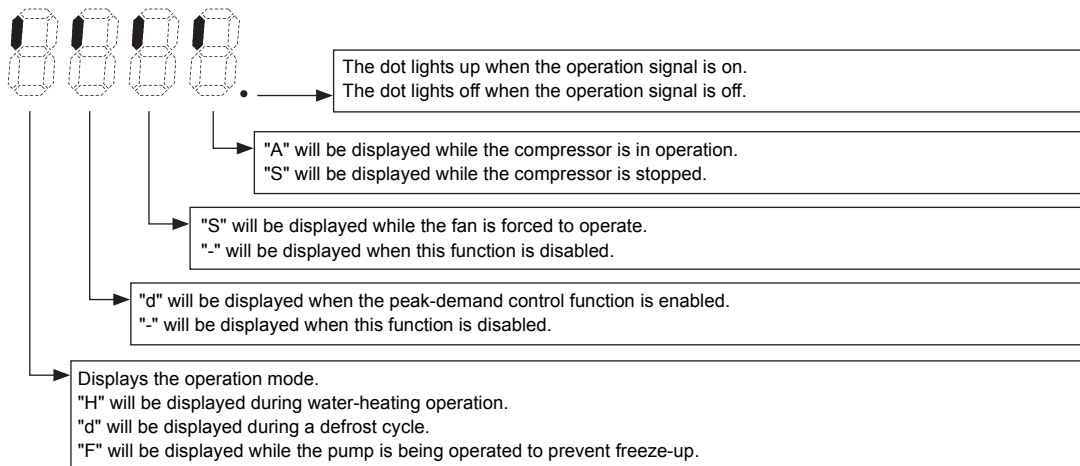 The dot lights up when the operation signal is on.
The dot lights off when the operation signal is off.
"A" will be displayed while the compressor is in operation.
"S" will be displayed while the compressor is stopped.
"S" will be displayed while the fan is forced to operate.
"-" will be displayed when this function is disabled.
"d" will be displayed when the peak-demand control function is enabled.
"-" will be displayed when this function is disabled.
Displays the operation mode.
"H" will be displayed during water-heating operation.
"d" will be displayed during a defrost cycle.
"F" will be displayed while the pump is being operated to prevent freeze-up.